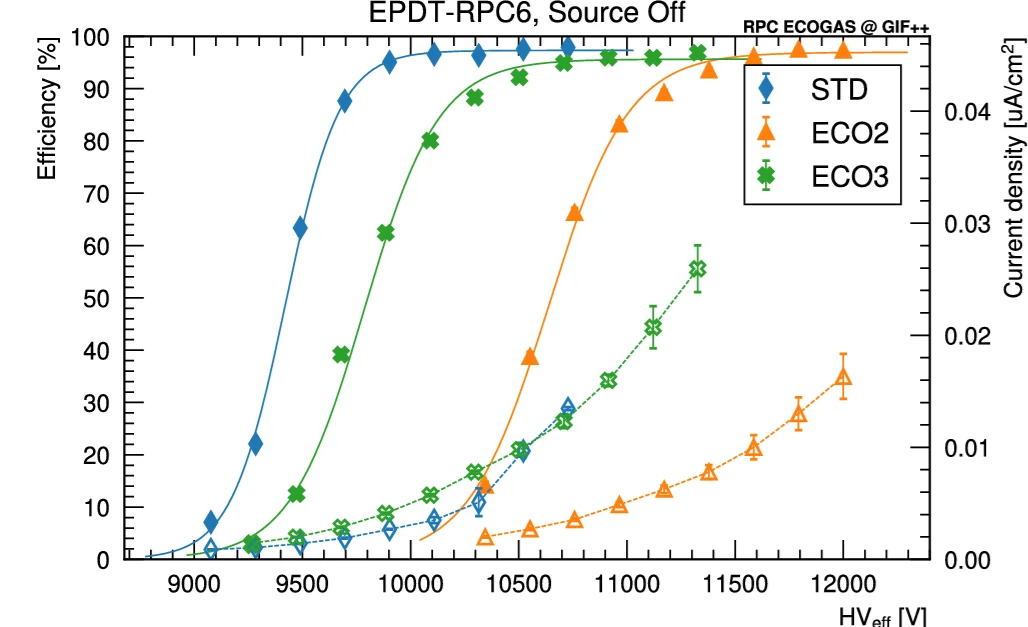 EPDT-RPC6, Source Off
RPC ECOGAS @ GIF++
Efficiency [%]
100
90
80
70
60
50
40
30
20
10
0
STD
ECO2
ECO3
Current density [uA/cm²]
0.04
0.03
0.02
0.01
0.00
9000 9500 10000 10500 11000 11500 12000
HVeff [V]